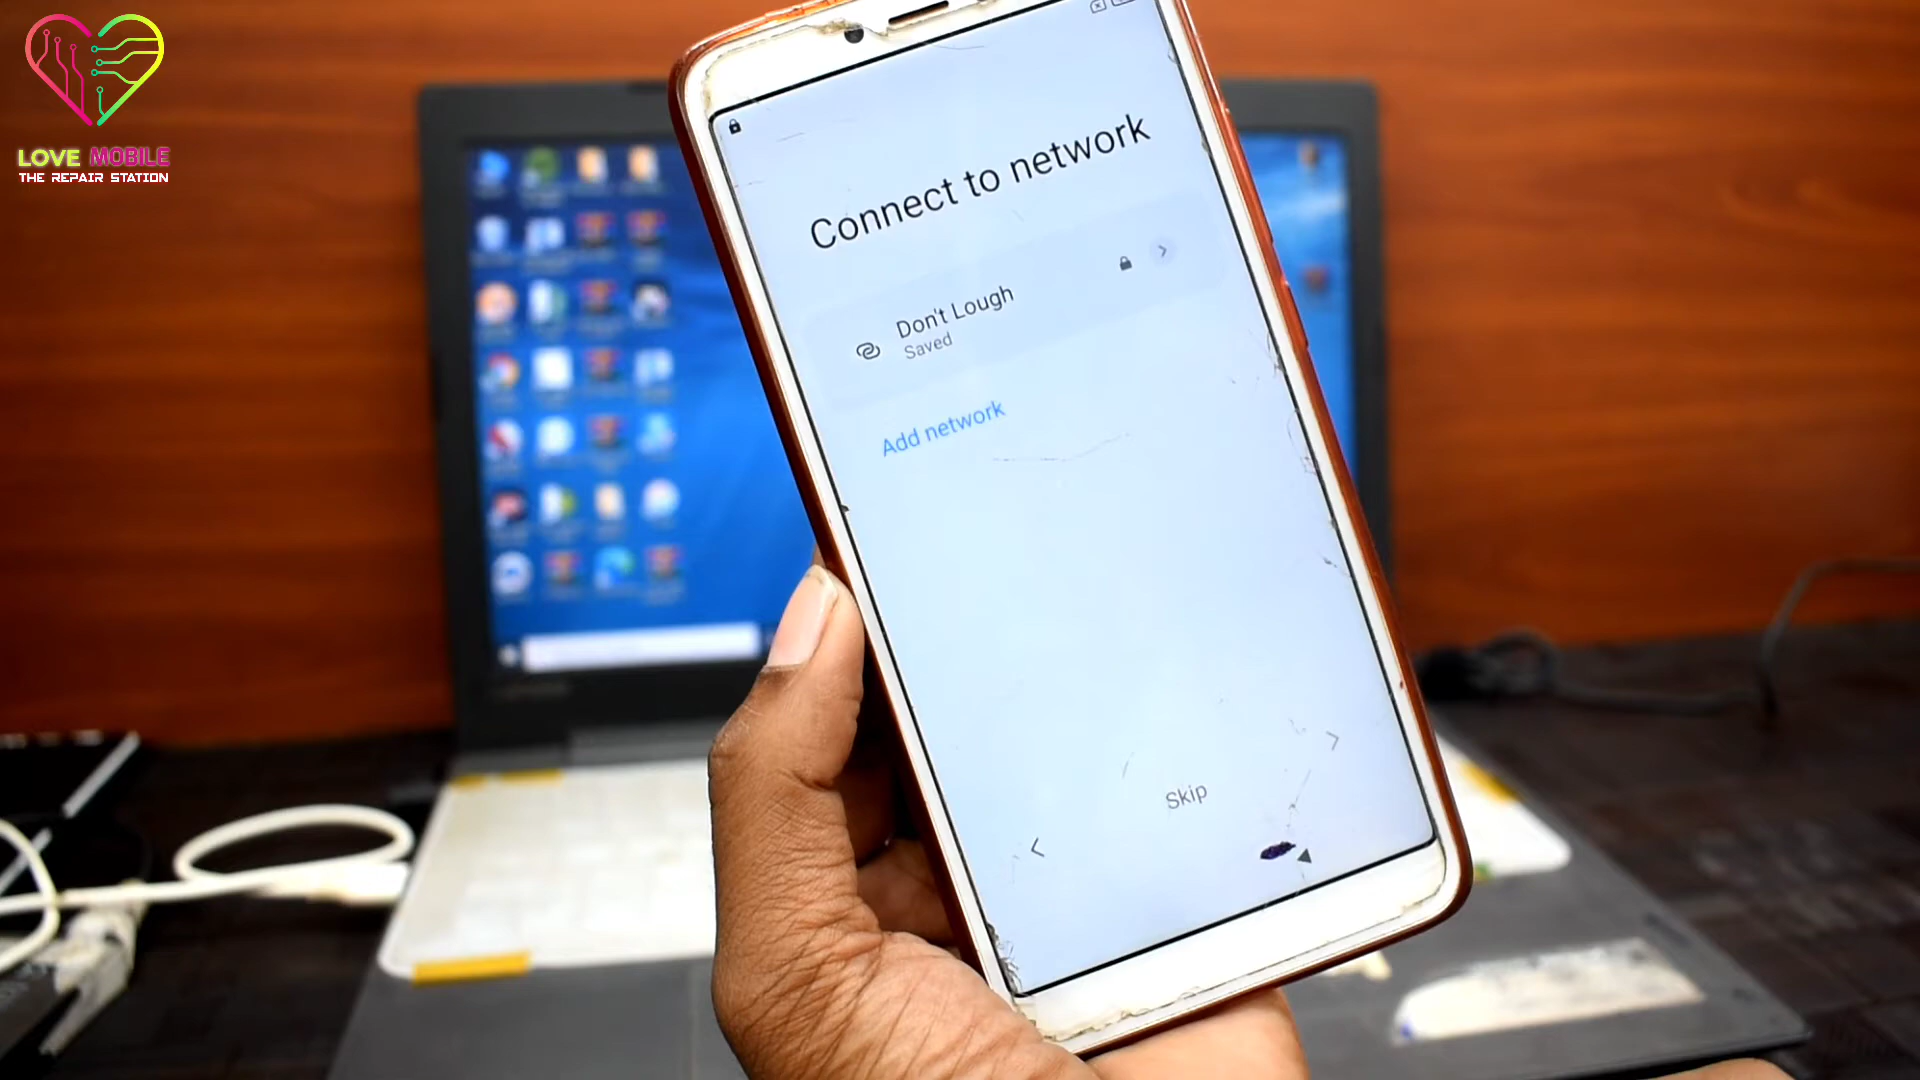 LOVE MOBILE
THE REPAIR STATION
Connect to network
Don't Lough
Saved
Add network
Skip